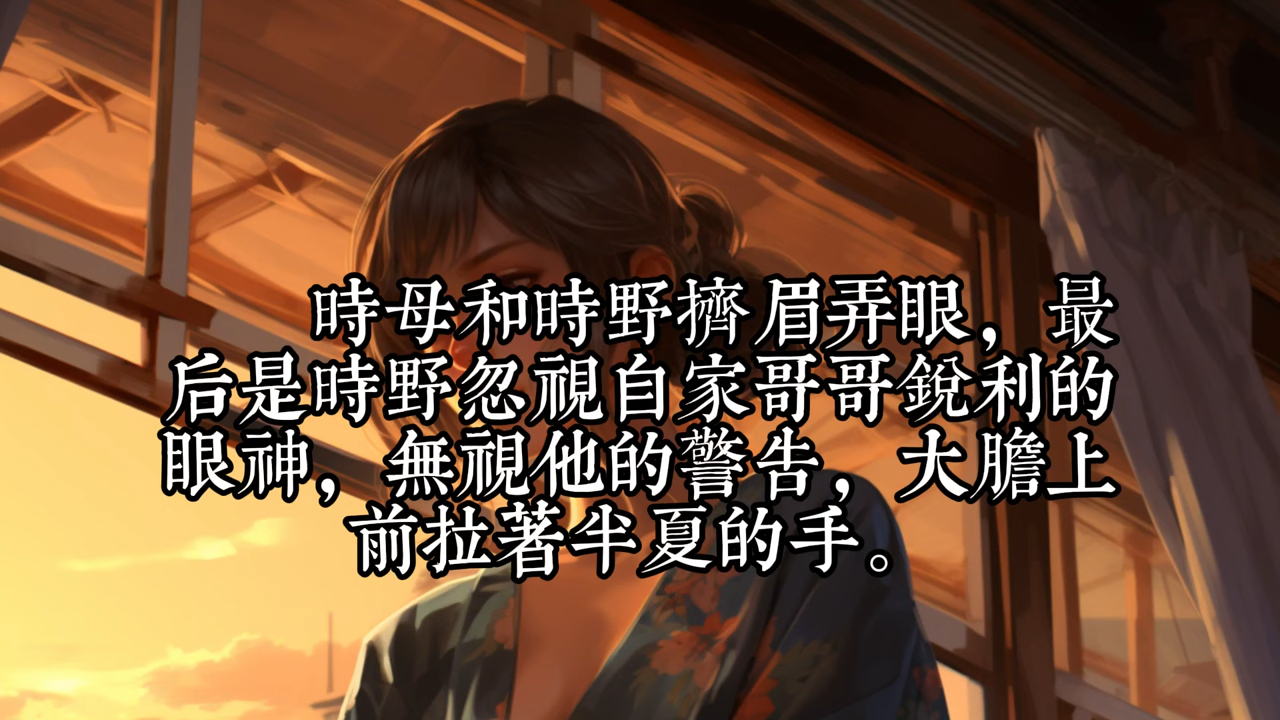 時母和時野擠眉弄眼，最
后是時野忽視自家哥哥銳利的
眼神，無視他的警告，大膽上
前拉著半夏的手。